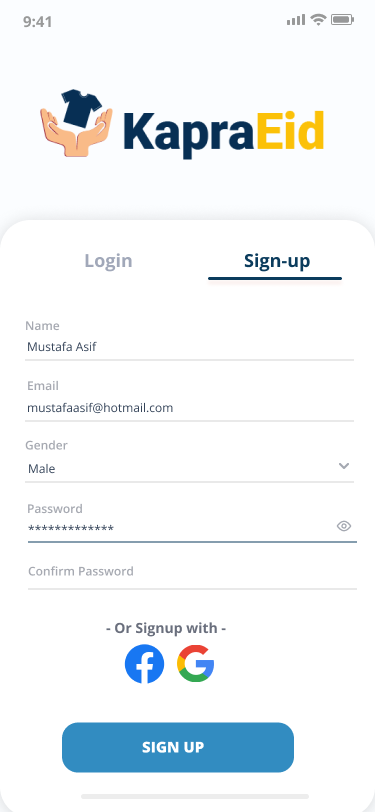 9:41
KapraEid
Login
Sign-up
Name
Mustafa Asif
Email
mustafaasif@hotmail.com
Gender
Male
Password
*************
Confirm Password
- Or Signup with -
SIGN UP